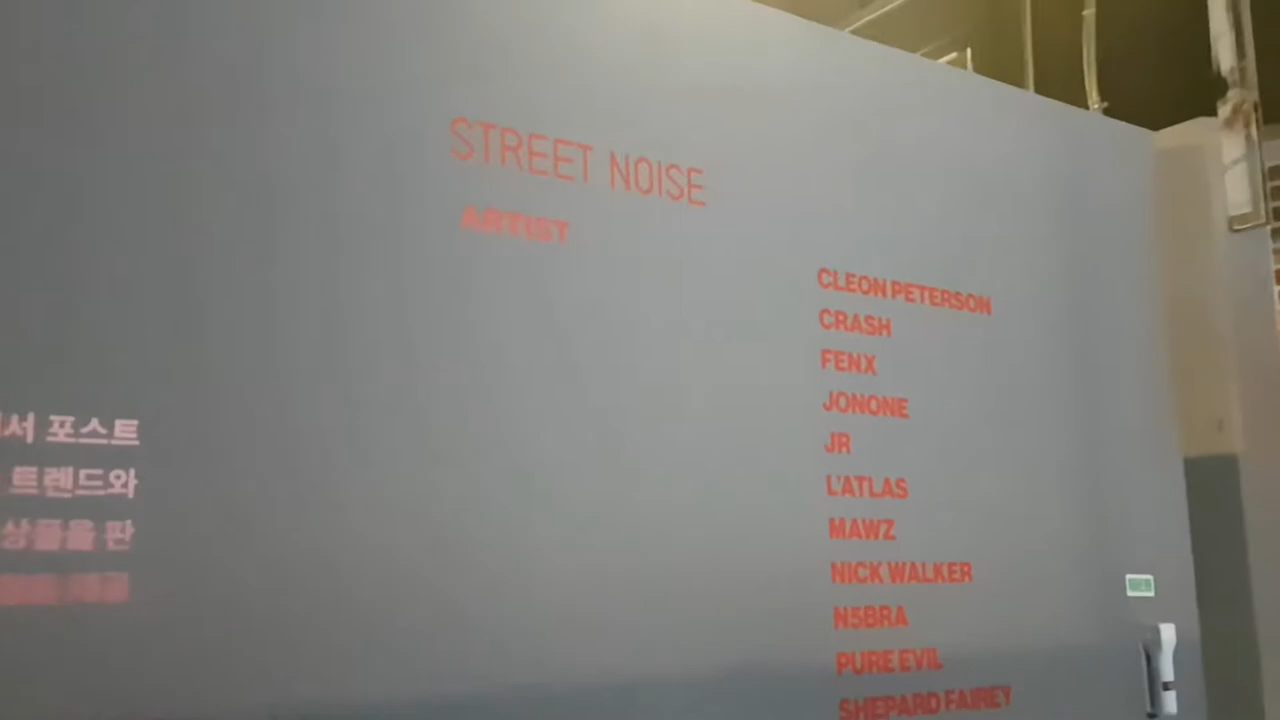 STREET NOISE
ARTIST
CLEON PETERSON
CRASH
FENX
JONONE
JR
L'ATLAS
MAWZ
NICK WALKER
N5BRA
PURE EVIL
SHEPARD FAIREY
서 포스트
트렌드와
상품을 판